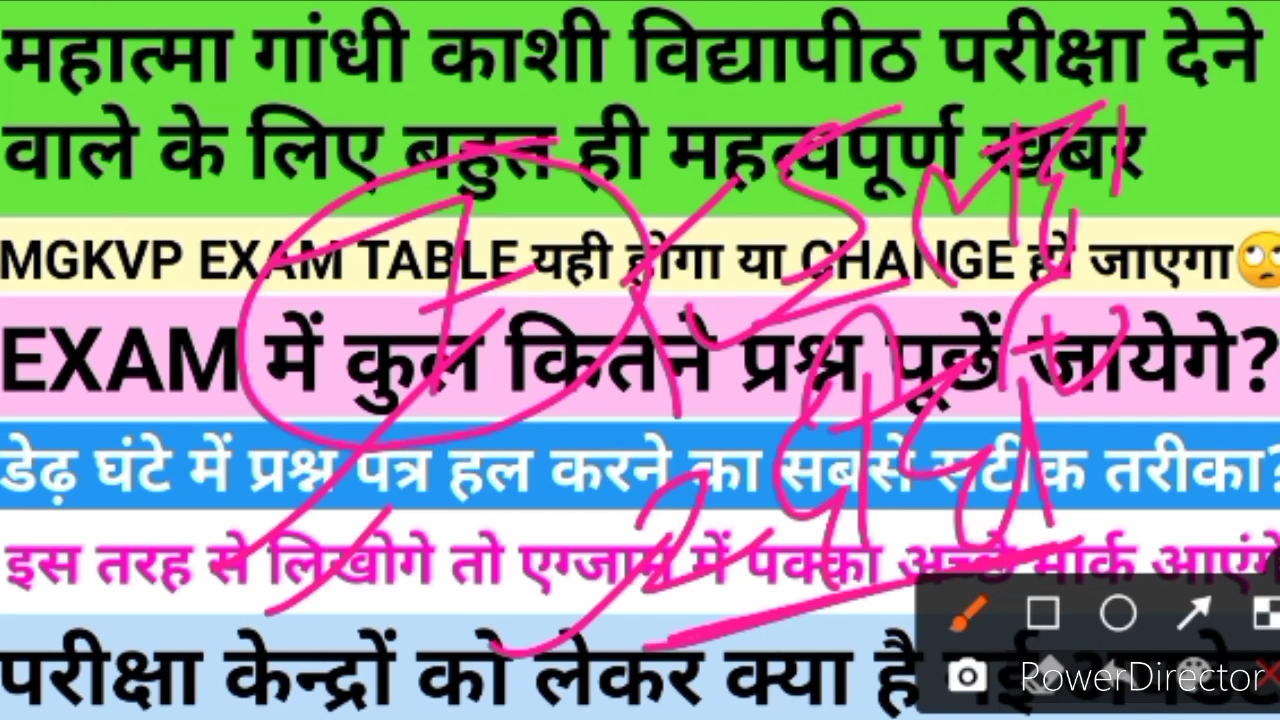 महात्मा गांधी काशी विद्यापीठ परीक्षा देने
वाले के लिए बहुत ही महत्वपूर्ण खबर
MGKVP EXAM TABLE यही होगा या CHANGE हो जाएगा🙄
EXAM में कुल कितने प्रश्न पूछें जायेगे?
डेढ़ घंटे में प्रश्न पत्र हल करने का सबसे सटीक तरीका?
इस तरह से लिखोगे तो एग्जाम में पक्का अच्छे मार्क आएंगे
परीक्षा केन्द्रों को लेकर क्या है नई
PowerDirector